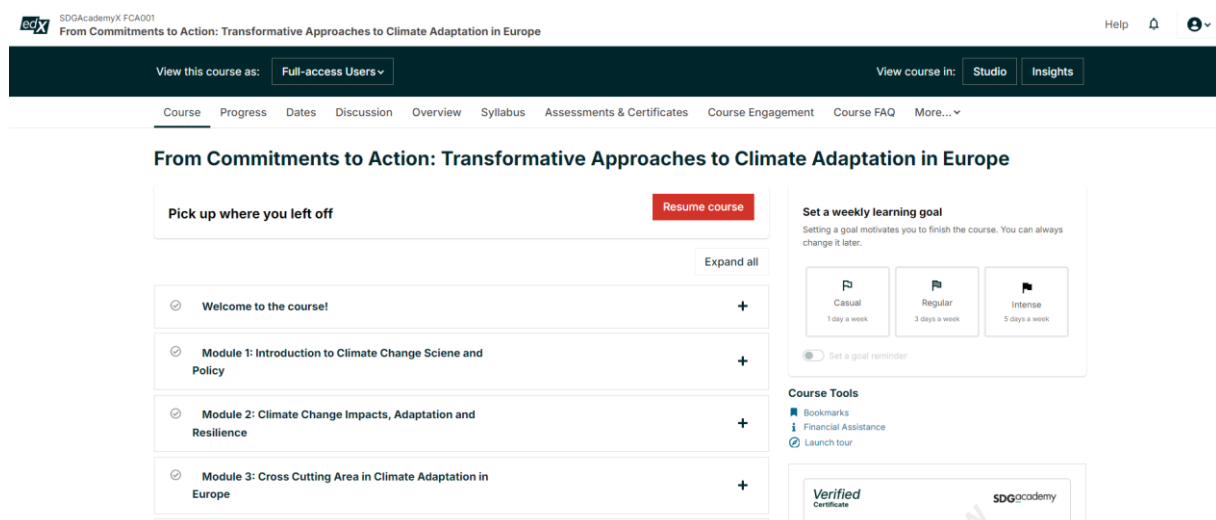 edX
SDGAcademyX FCA001
From Commitments to Action: Transformative Approaches to Climate Adaptation in Europe
Help
View this course as:
Full-access Users
View course in:
Studio
Insights
Course
Progress
Dates
Discussion
Overview
Syllabus
Assessments & Certificates
Course Engagement
Course FAQ
More...
From Commitments to Action: Transformative Approaches to Climate Adaptation in Europe
Pick up where you left off
Resume course
Expand all
Welcome to the course!
Module 1: Introduction to Climate Change Sciene and
Policy
Module 2: Climate Change Impacts, Adaptation and
Resilience
Module 3: Cross Cutting Area in Climate Adaptation in
Europe
Set a weekly learning goal
Setting a goal motivates you to finish the course. You can always
change it later.
Casual
1 day a week
Regular
3 days a week
Intense
5 days a week
Set a goal reminder
Course Tools
Bookmarks
Financial Assistance
Launch tour
Verified
Certificate
SDGacademy